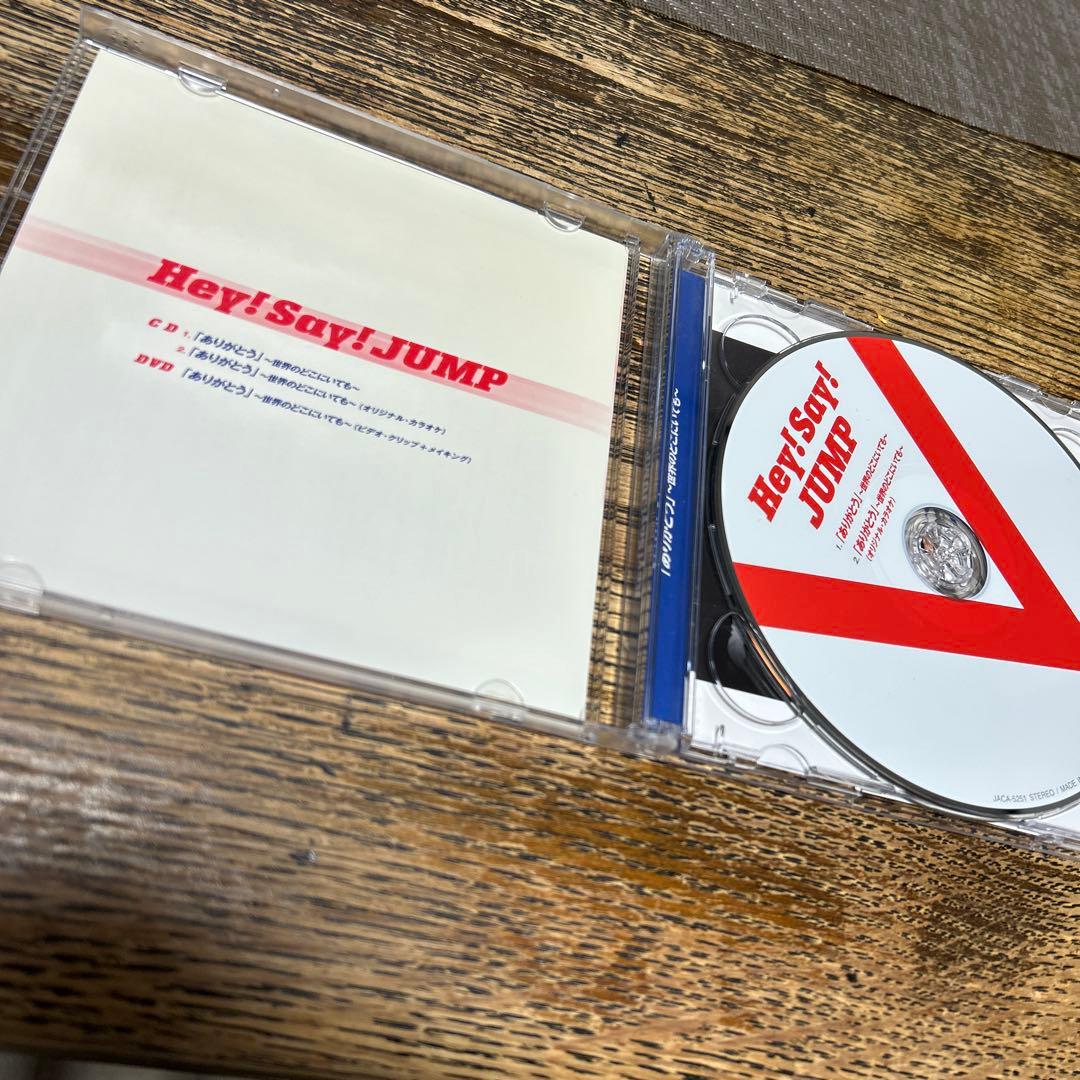 Hey! Say! JUMP
CD 1.「ありがとう」～世界のどこにいても～
2.「ありがとう」～世界のどこにいても～（オリジナル・カラオケ）
DVD 「ありがとう」～世界のどこにいても～（ビデオ・クリップ＋メイキング）
「ありがとう」～世界のどこにいても～
Hey! Say!
JUMP
1.「ありがとう」～世界のどこにいても～
2.「ありがとう」～世界のどこにいても～
（オリジナル・カラオケ）
JACA-5251 STEREO / MADE